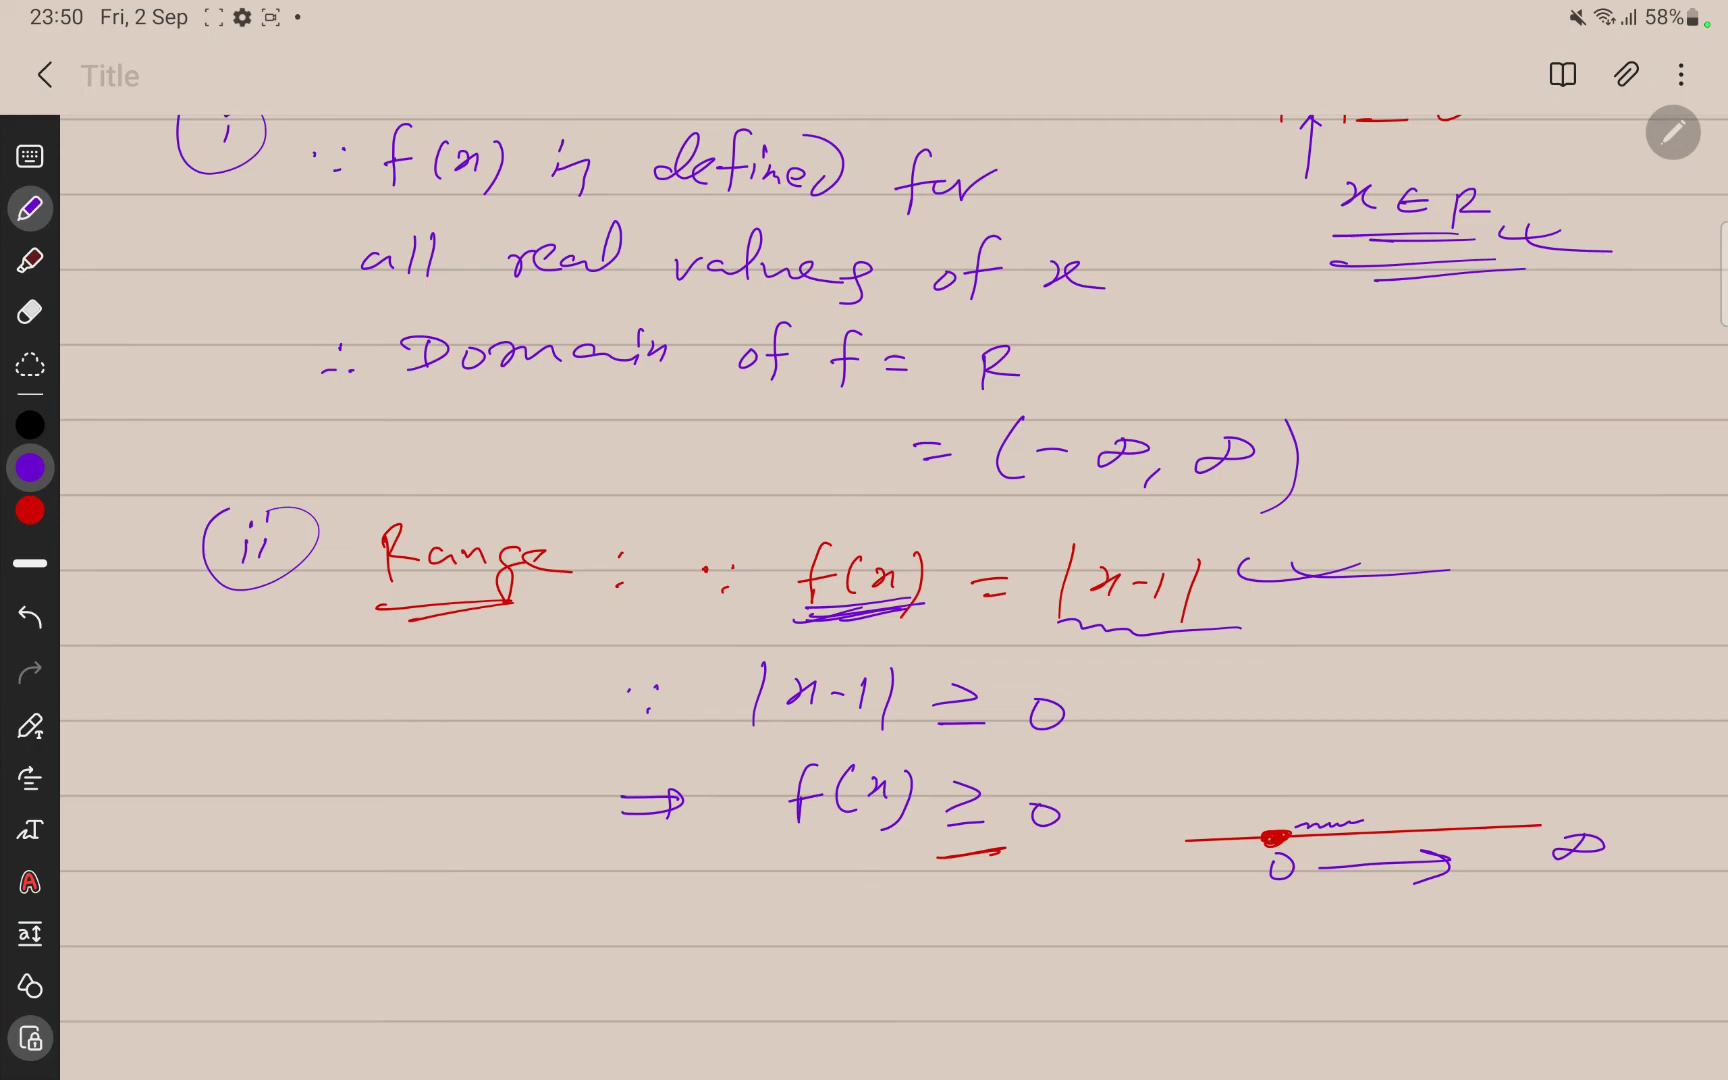 23:50 Fri, 2 Sep 58%
Title
i ∵ f(x) is defined for
x ∈ R
all real values of x
∴ Domain of f = R
= (-∞, ∞)
ii Range : ∵ f(x) = |x-1|
∵ |x-1| ≥ 0
⇒ f(x) ≥ 0
0 ∞